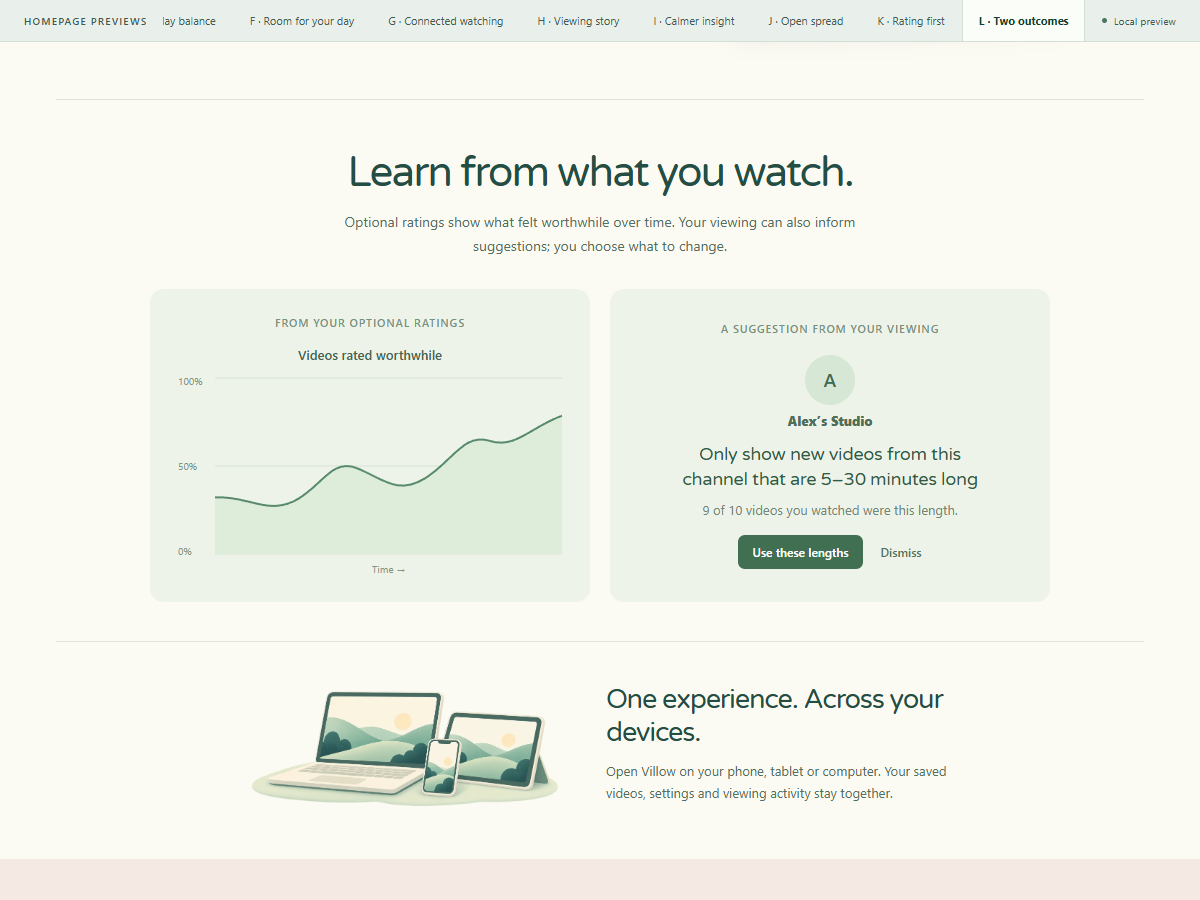 HOMEPAGE PREVIEWS
lay balance
F · Room for your day
G · Connected watching
H · Viewing story
I · Calmer insight
J · Open spread
K · Rating first
L · Two outcomes
Local preview
Learn from what you watch.
Optional ratings show what felt worthwhile over time. Your viewing can also inform
suggestions; you choose what to change.
FROM YOUR OPTIONAL RATINGS
Videos rated worthwhile
100%
50%
0%
Time →
A SUGGESTION FROM YOUR VIEWING
A
Alex’s Studio
Only show new videos from this
channel that are 5–30 minutes long
9 of 10 videos you watched were this length.
Use these lengths
Dismiss
One experience. Across your
devices.
Open Villow on your phone, tablet or computer. Your saved
videos, settings and viewing activity stay together.